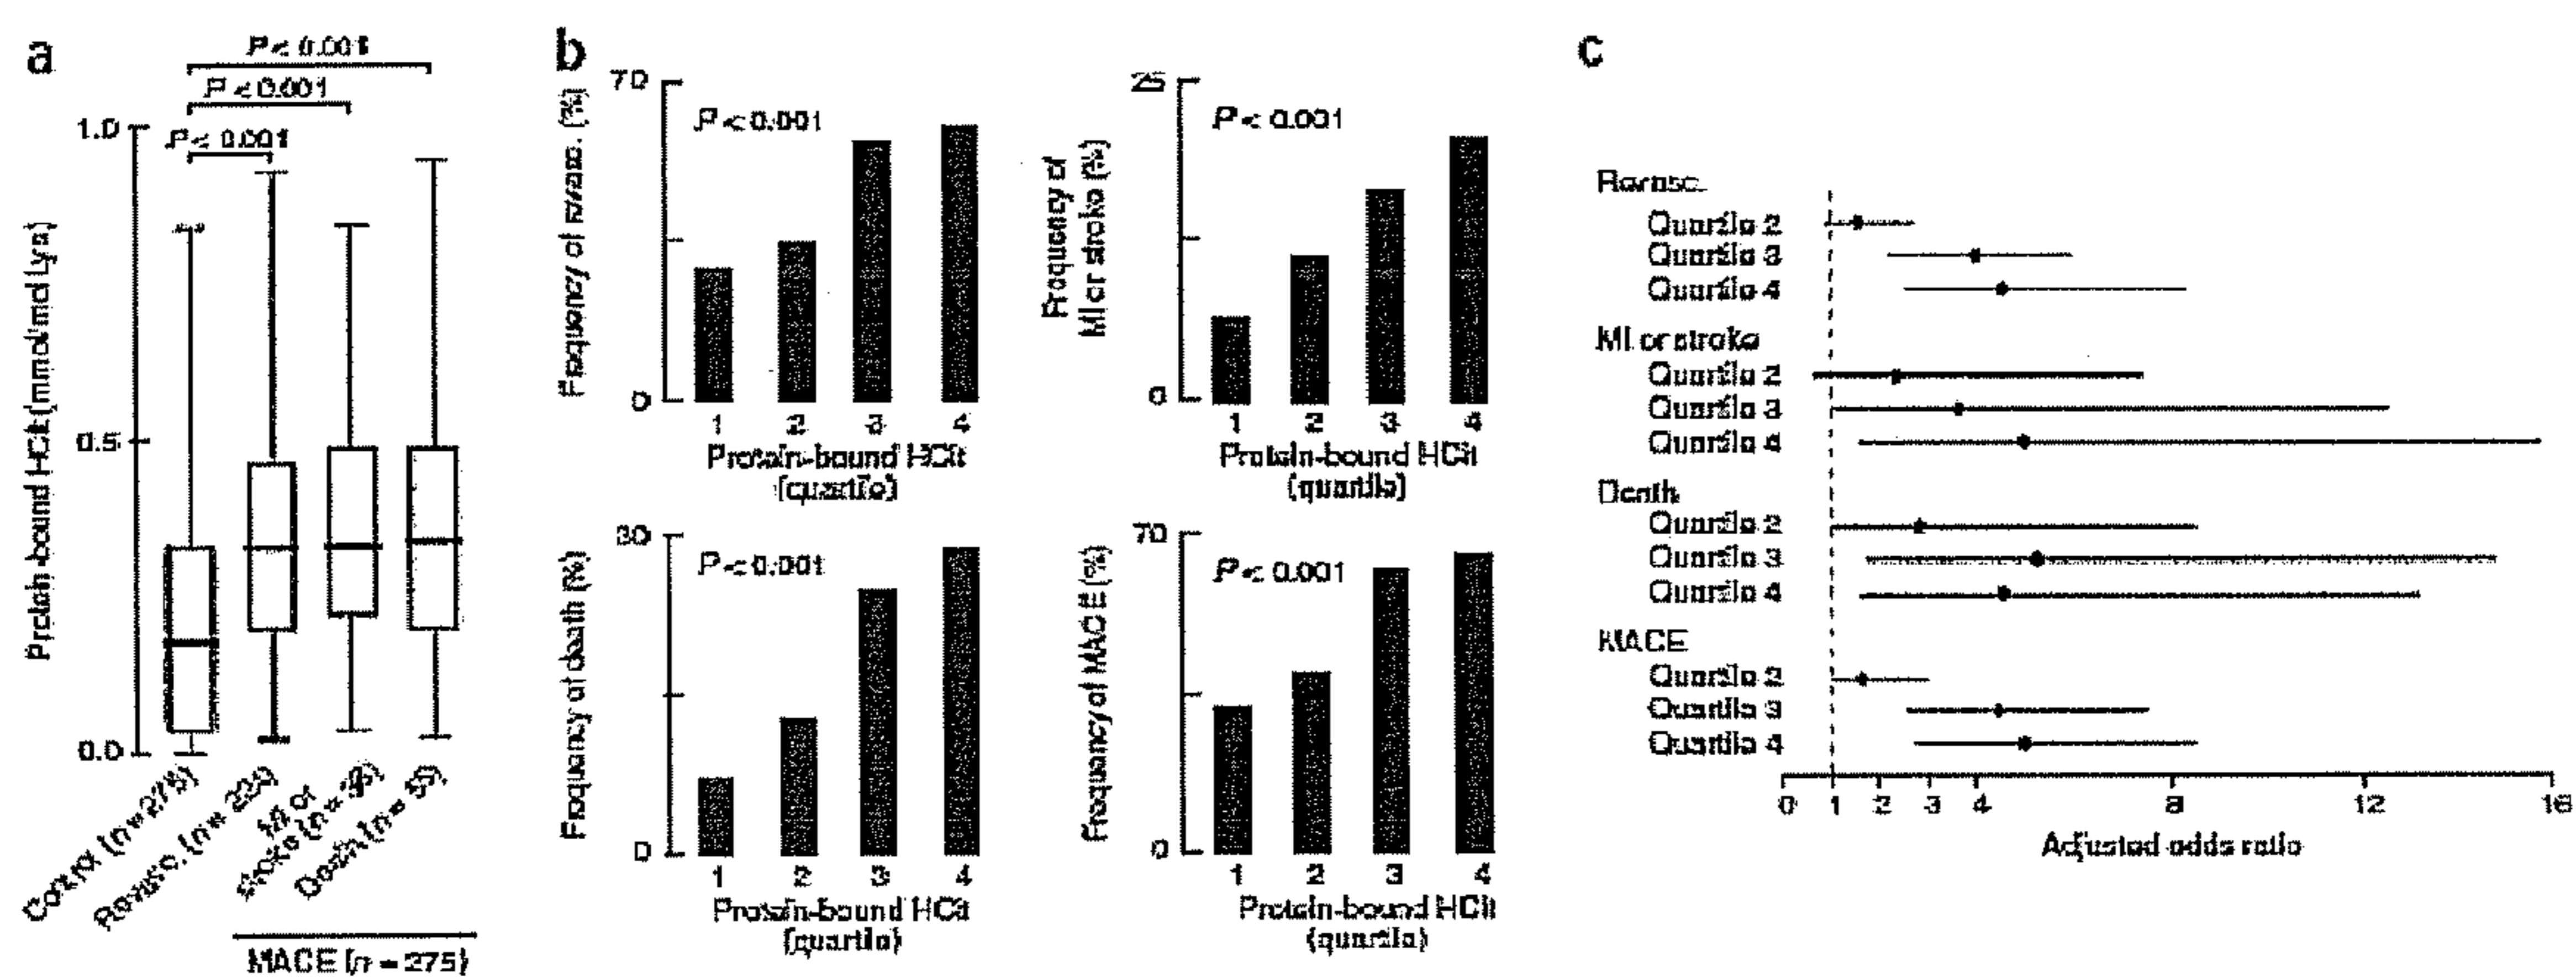 a
P < 0.001
P < 0.001
P < 0.001
1.0
0.5
0.0
Protein-bound HCit (mmol/mol Lys)
Control (n = 275)
MI or
stroke
Death
MACE (n = 275)
b
70
0
P < 0.001
Frequency of (%)
1 2 3 4
Protein-bound HCit
(quartile)
25
0
P < 0.001
Frequency of
MI or stroke (%)
1 2 3 4
Protein-bound HCit
(quartile)
30
0
P < 0.001
Frequency of death (%)
1 2 3 4
Protein-bound HCit
(quartile)
70
0
P < 0.001
Frequency of MACE (%)
1 2 3 4
Protein-bound HCit
(quartile)
c
Quartile 2
Quartile 3
Quartile 4
MI or stroke
Quartile 2
Quartile 3
Quartile 4
Death
Quartile 2
Quartile 3
Quartile 4
MACE
Quartile 2
Quartile 3
Quartile 4
0 1 2 3 4 8 12 16
Adjusted odds ratio